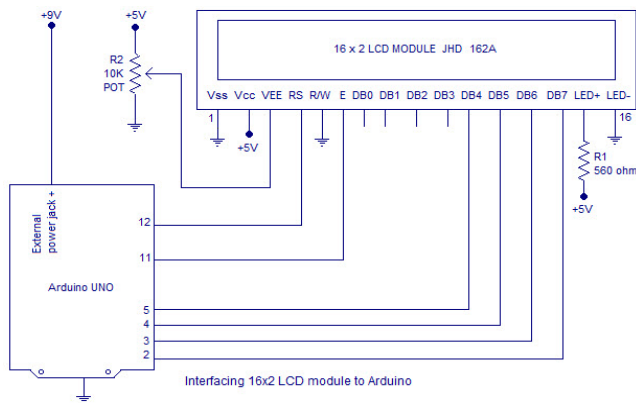 +9V
+5V
R2
10K
POT
16 x 2 LCD MODULE JHD 162A
Vss Vcc VEE RS R/W E DB0 DB1 DB2 DB3 DB4 DB5 DB6 DB7 LED+ LED-
1
16
+5V
R1
560 ohm
+5V
External
power jack +
12
11
Arduino UNO
5
4
3
2
Interfacing 16x2 LCD module to Arduino